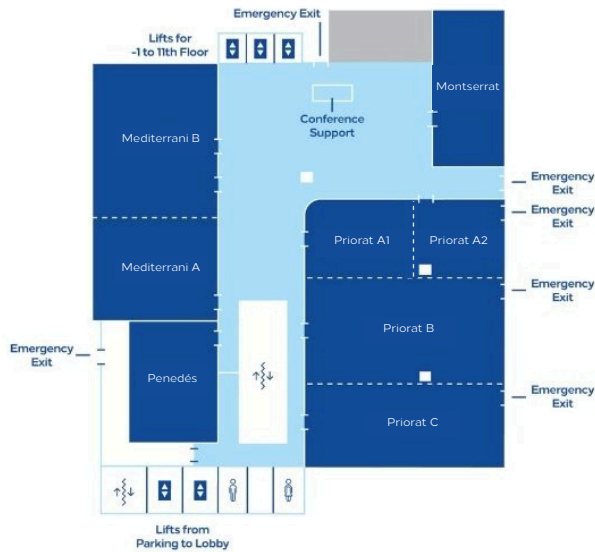 Emergency Exit
Lifts for
-1 to 11th Floor
Montserrat
Conference
Support
Mediterrani B
Emergency
Exit
Emergency
Exit
Priorat A1
Priorat A2
Mediterrani A
Emergency
Exit
Priorat B
Emergency
Exit
Penedés
Emergency
Exit
Priorat C
Lifts from
Parking to Lobby